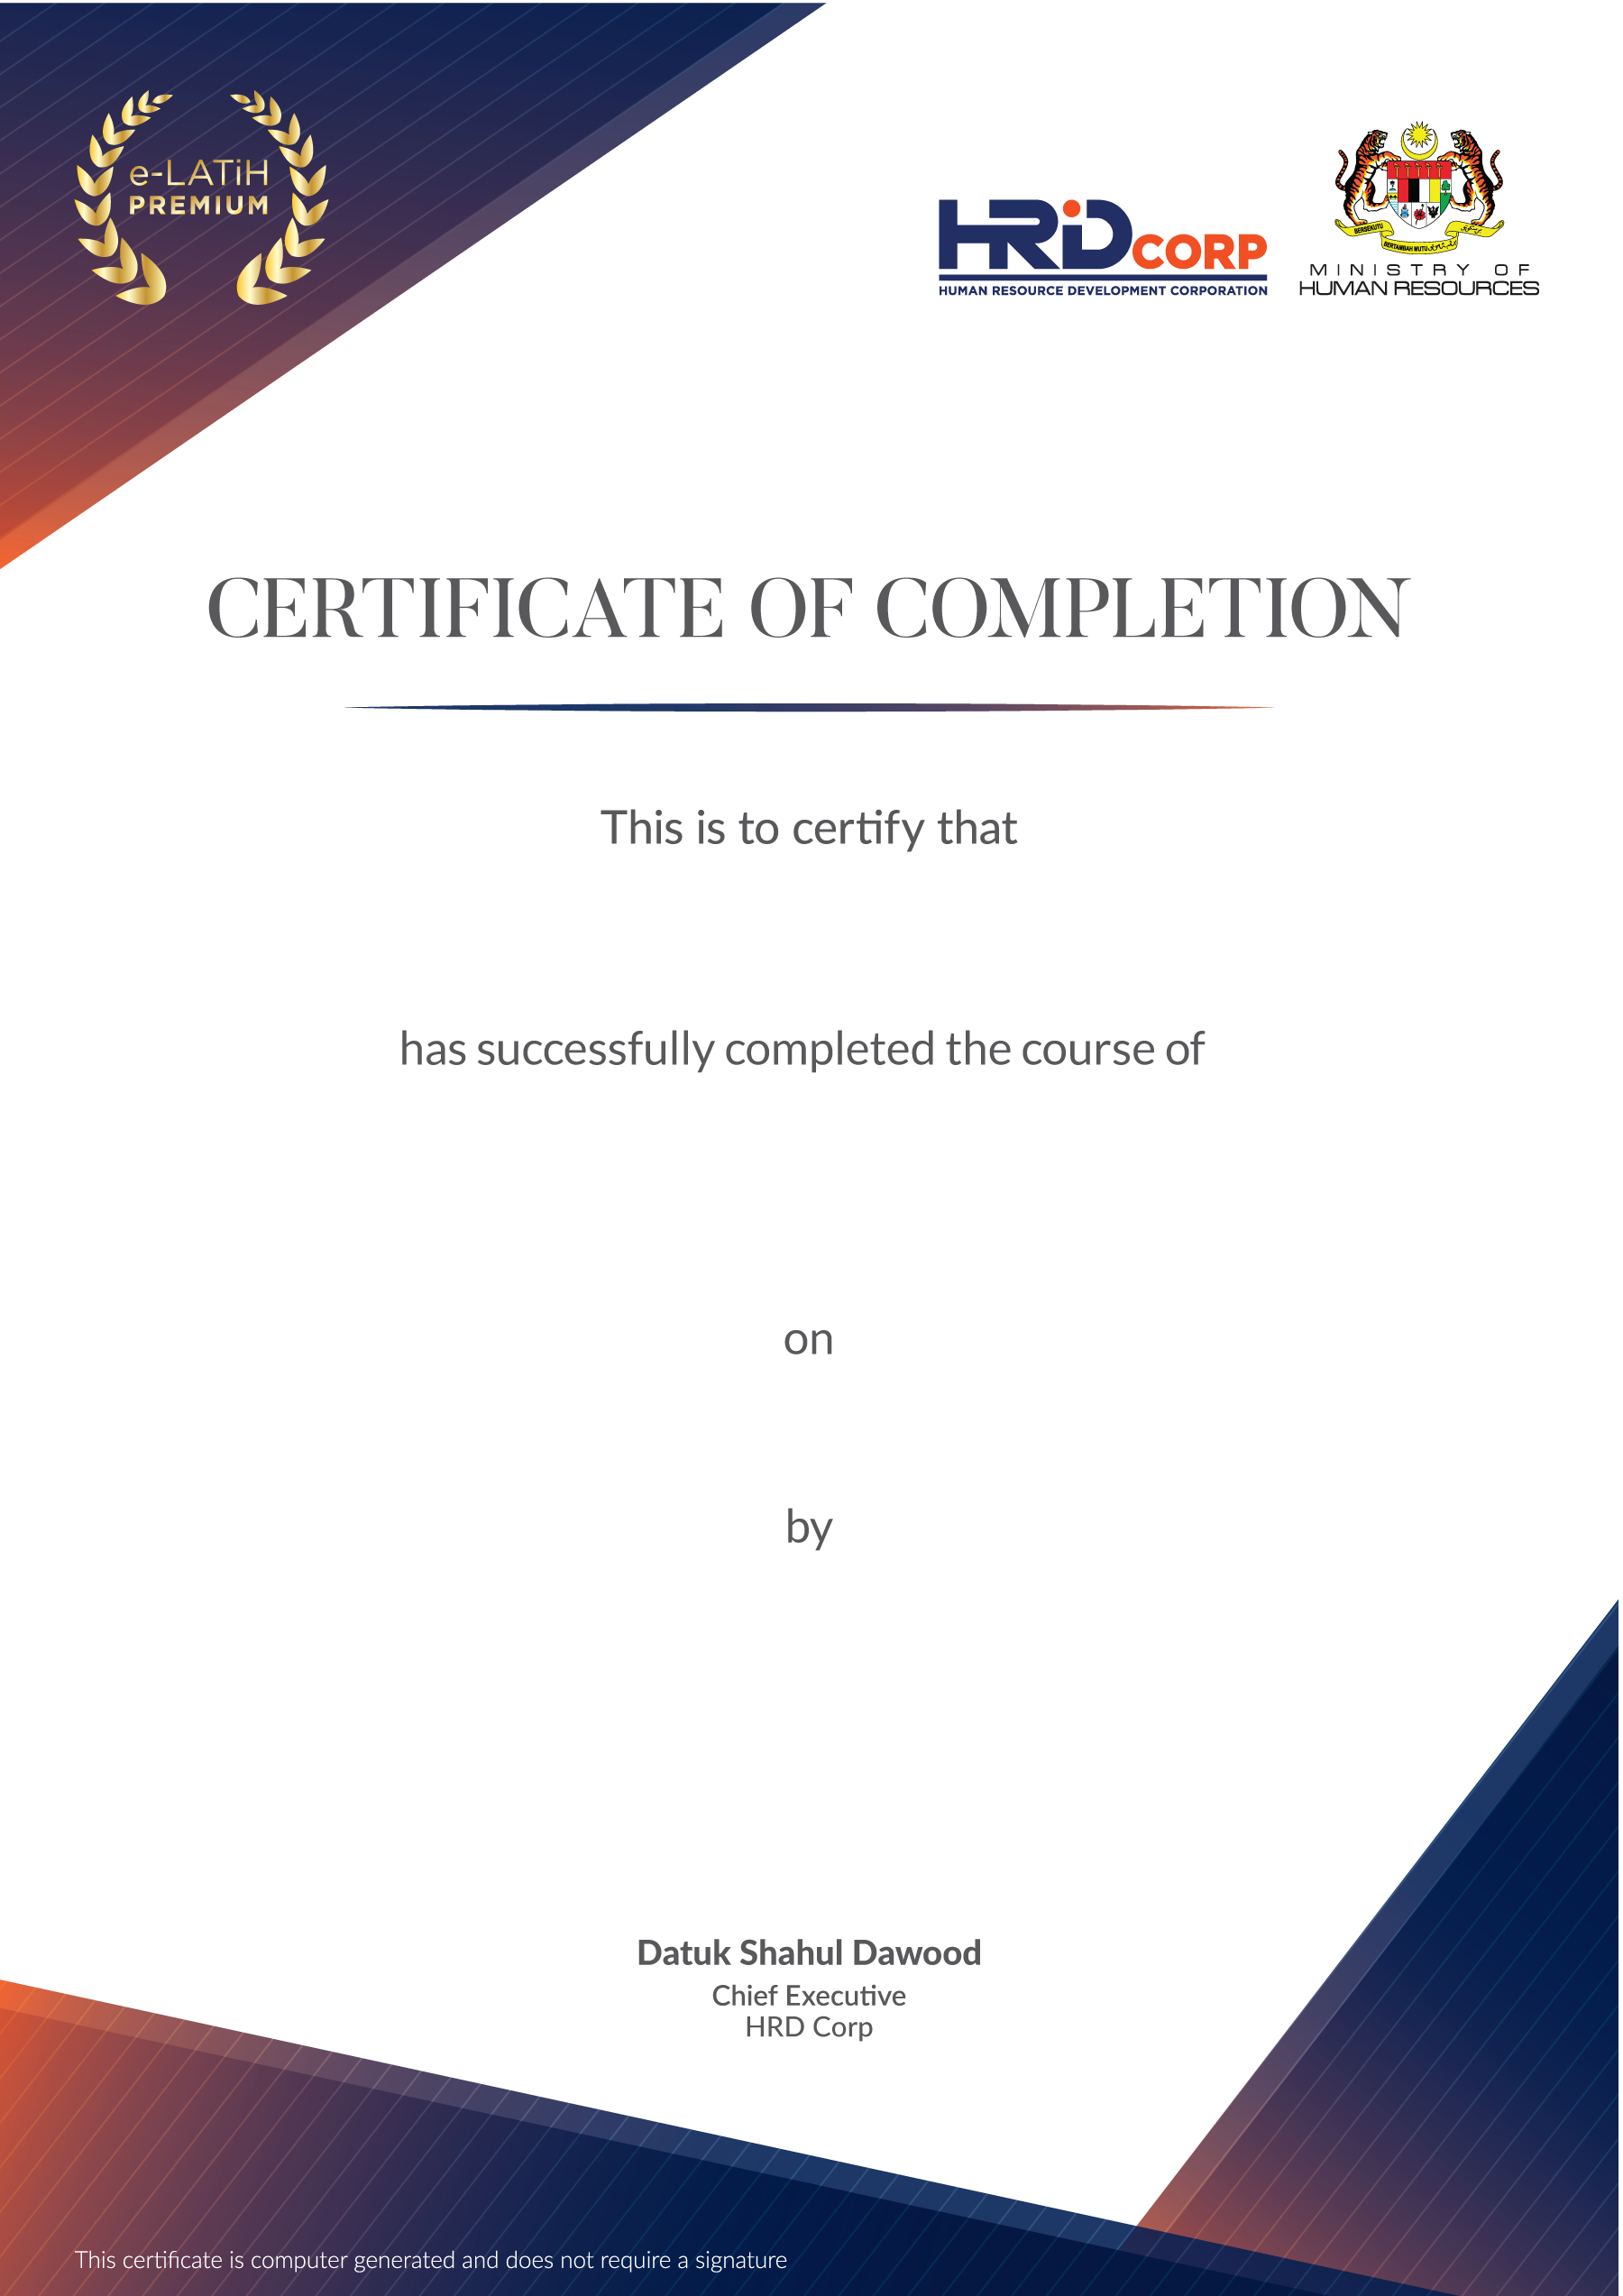 e-LATiH
PREMIUM
HRiD CORP
HUMAN RESOURCE DEVELOPMENT CORPORATION
BERSEKUTU
BERTAMBAH MUTU
MINISTRY OF
HUMAN RESOURCES
CERTIFICATE OF COMPLETION
This is to certify that
has successfully completed the course of
on
by
Datuk Shahul Dawood
Chief Executive
HRD Corp
This certificate is computer generated and does not require a signature